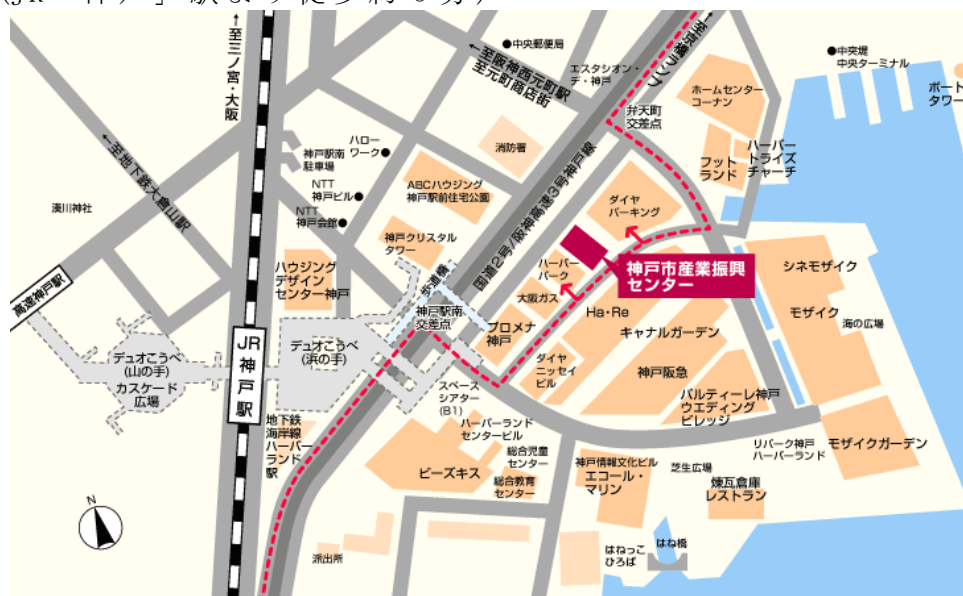 (JR「神戸」駅より徒歩約5分)
←至三ノ宮・大阪
←至地下鉄大倉山駅
湊川神社
高速神戸駅
●中央郵便局
←至阪神西元町駅
至元町商店街
エスタシオン・
デ・神戸
←至京橋ランプ
弁天町
交差点
ホームセンター
コーナン
●中央堤
中央ターミナル
ポート
タワー
ハロー
ワーク●
神戸駅南
駐車場
NTT
神戸ビル●
NTT
神戸会館●
消防署
ABCハウジング
神戸駅前住宅公園
神戸クリスタル
タワー
国道2号/阪神高速3号神戸線
フット
ランド
ハーバー
トライズ
チャーチ
ダイヤ
パーキング
ハウジング
デザイン
センター神戸
歩道橋
神戸駅南
交差点
ハーバー
パーク
大阪ガス
プロメナ
神戸
神戸市産業振興
センター
シネモザイク
モザイク
海の広場
Ha・Re
キャナルガーデン
神戸阪急
ダイヤ
ニッセイ
ビル
バルティーレ神戸
ウエディング
ビレッジ
JR
神戸駅
デュオこうべ
(山の手)
カスケード
広場
デュオこうべ
(浜の手)
スペース
シアター
(B1)
地下鉄
海岸線
ハーバー
ランド
駅
ハーバーランド
センタービル
総合児童
センター
総合教育
センター
ビーズキス
神戸情報文化ビル
エコール・
マリン
芝生広場
リパーク神戸
ハーバーランド
モザイクガーデン
煉瓦倉庫
レストラン
はねっこ
ひろば
はね橋
派出所
N